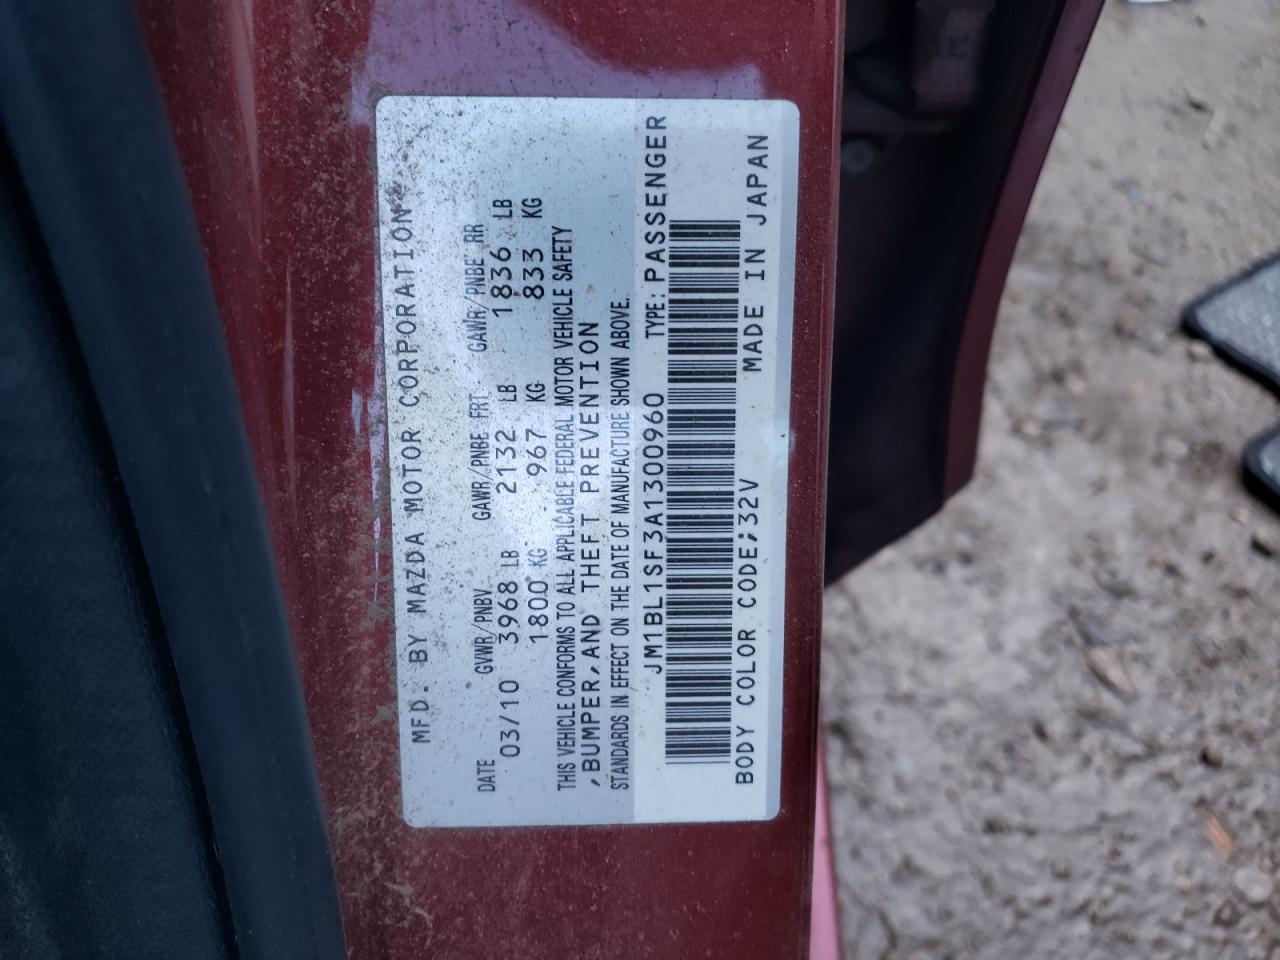 MFD. BY MAZDA MOTOR CORPORATION
DATE GVWR/PNBV GAWR/PNBE FRT GAWR/PNBE RR
03/10 3968 LB 2132 LB 1836 LB
1800 KG 967 KG 833 KG
THIS VEHICLE CONFORMS TO ALL APPLICABLE FEDERAL MOTOR VEHICLE SAFETY
,BUMPER,AND THEFT PREVENTION
STANDARDS IN EFFECT ON THE DATE OF MANUFACTURE SHOWN ABOVE.
JM1BL1SF3A1300960 TYPE: PASSENGER
BODY COLOR CODE;32V MADE IN JAPAN